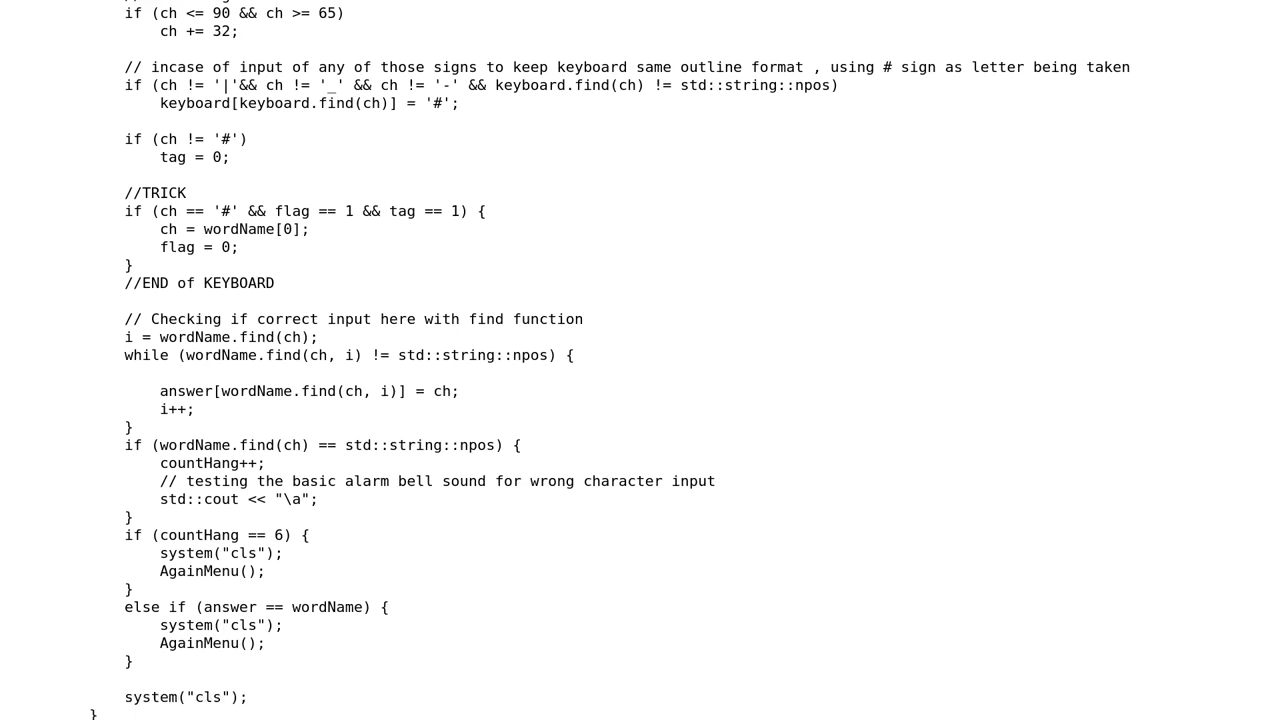 if (ch <= 90 && ch >= 65)
ch += 32;
// incase of input of any of those signs to keep keyboard same outline format , using # sign as letter being taken
if (ch != '|'&& ch != '_' && ch != '-' && keyboard.find(ch) != std::string::npos)
keyboard[keyboard.find(ch)] = '#';
if (ch != '#')
tag = 0;
//TRICK
if (ch == '#' && flag == 1 && tag == 1) {
ch = wordName[0];
flag = 0;
}
//END of KEYBOARD
// Checking if correct input here with find function
i = wordName.find(ch);
while (wordName.find(ch, i) != std::string::npos) {
answer[wordName.find(ch, i)] = ch;
i++;
}
if (wordName.find(ch) == std::string::npos) {
countHang++;
// testing the basic alarm bell sound for wrong character input
std::cout << "\a";
}
if (countHang == 6) {
system("cls");
AgainMenu();
}
else if (answer == wordName) {
system("cls");
AgainMenu();
}
system("cls");
}